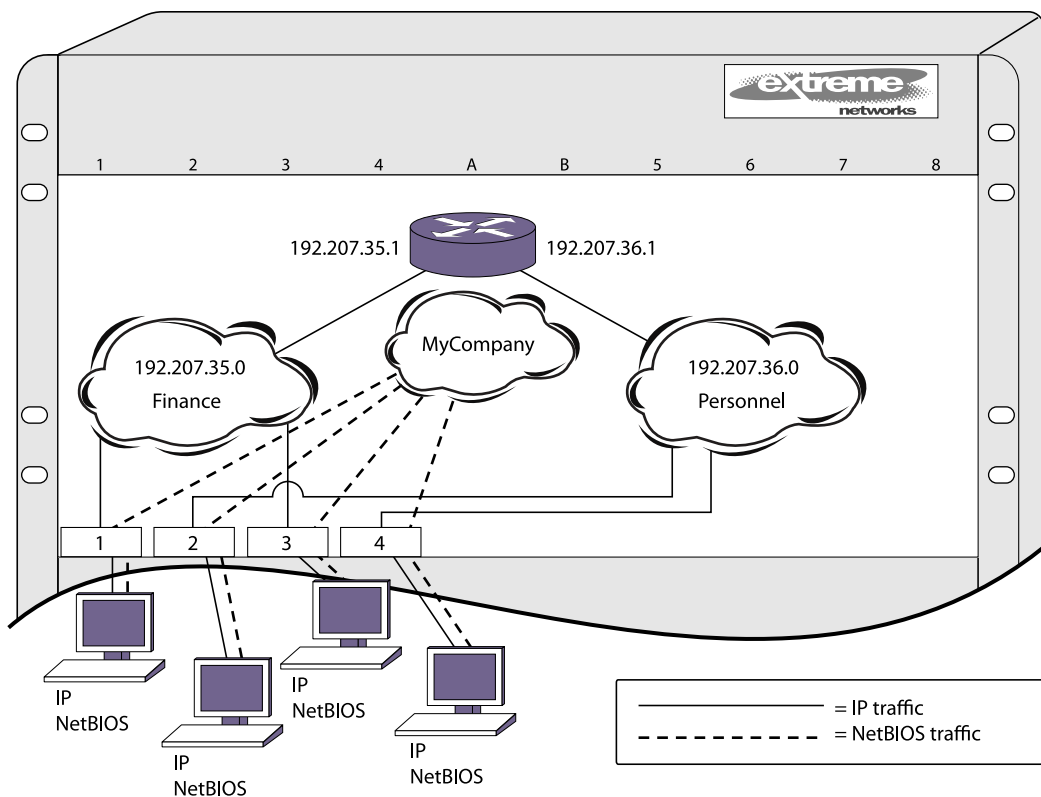 extreme
networks
1 2 3 4 A B 5 6 7 8
192.207.35.1
192.207.36.1
MyCompany
192.207.35.0
Finance
192.207.36.0
Personnel
1 2 3 4
IP
NetBIOS
IP
NetBIOS
IP
NetBIOS
IP
NetBIOS
= IP traffic
= NetBIOS traffic